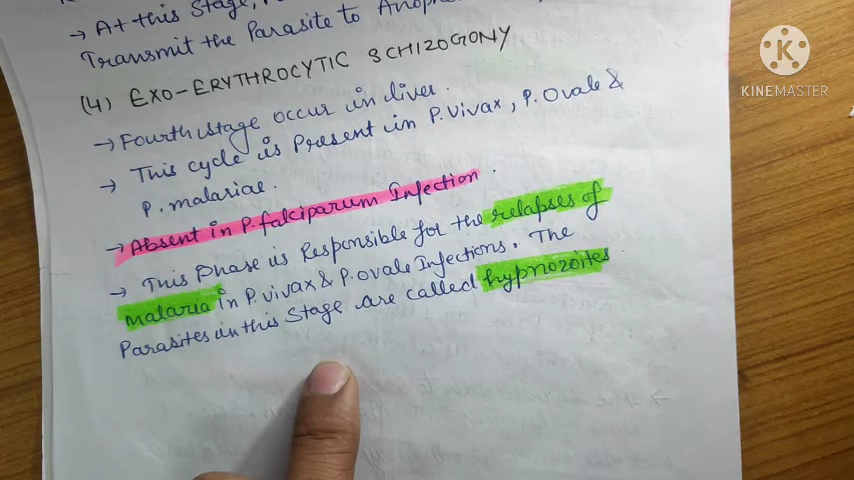 → At this Stage,
Transmit the Parasite to Anoph
(4) EXO-ERYTHROCYTIC SCHIZOGONY
→ Fourth stage occur in liver.
→ This cycle is Present in P. Vivax, P. Ovale &
P. malariae.
→ Absent in P. falciparum Infection.
→ This Phase is Responsible for the relapses of
malaria in P. Vivax & P. Ovale Infections. The
Parasites in this Stage are called hypnozoites
K
KINEMASTER